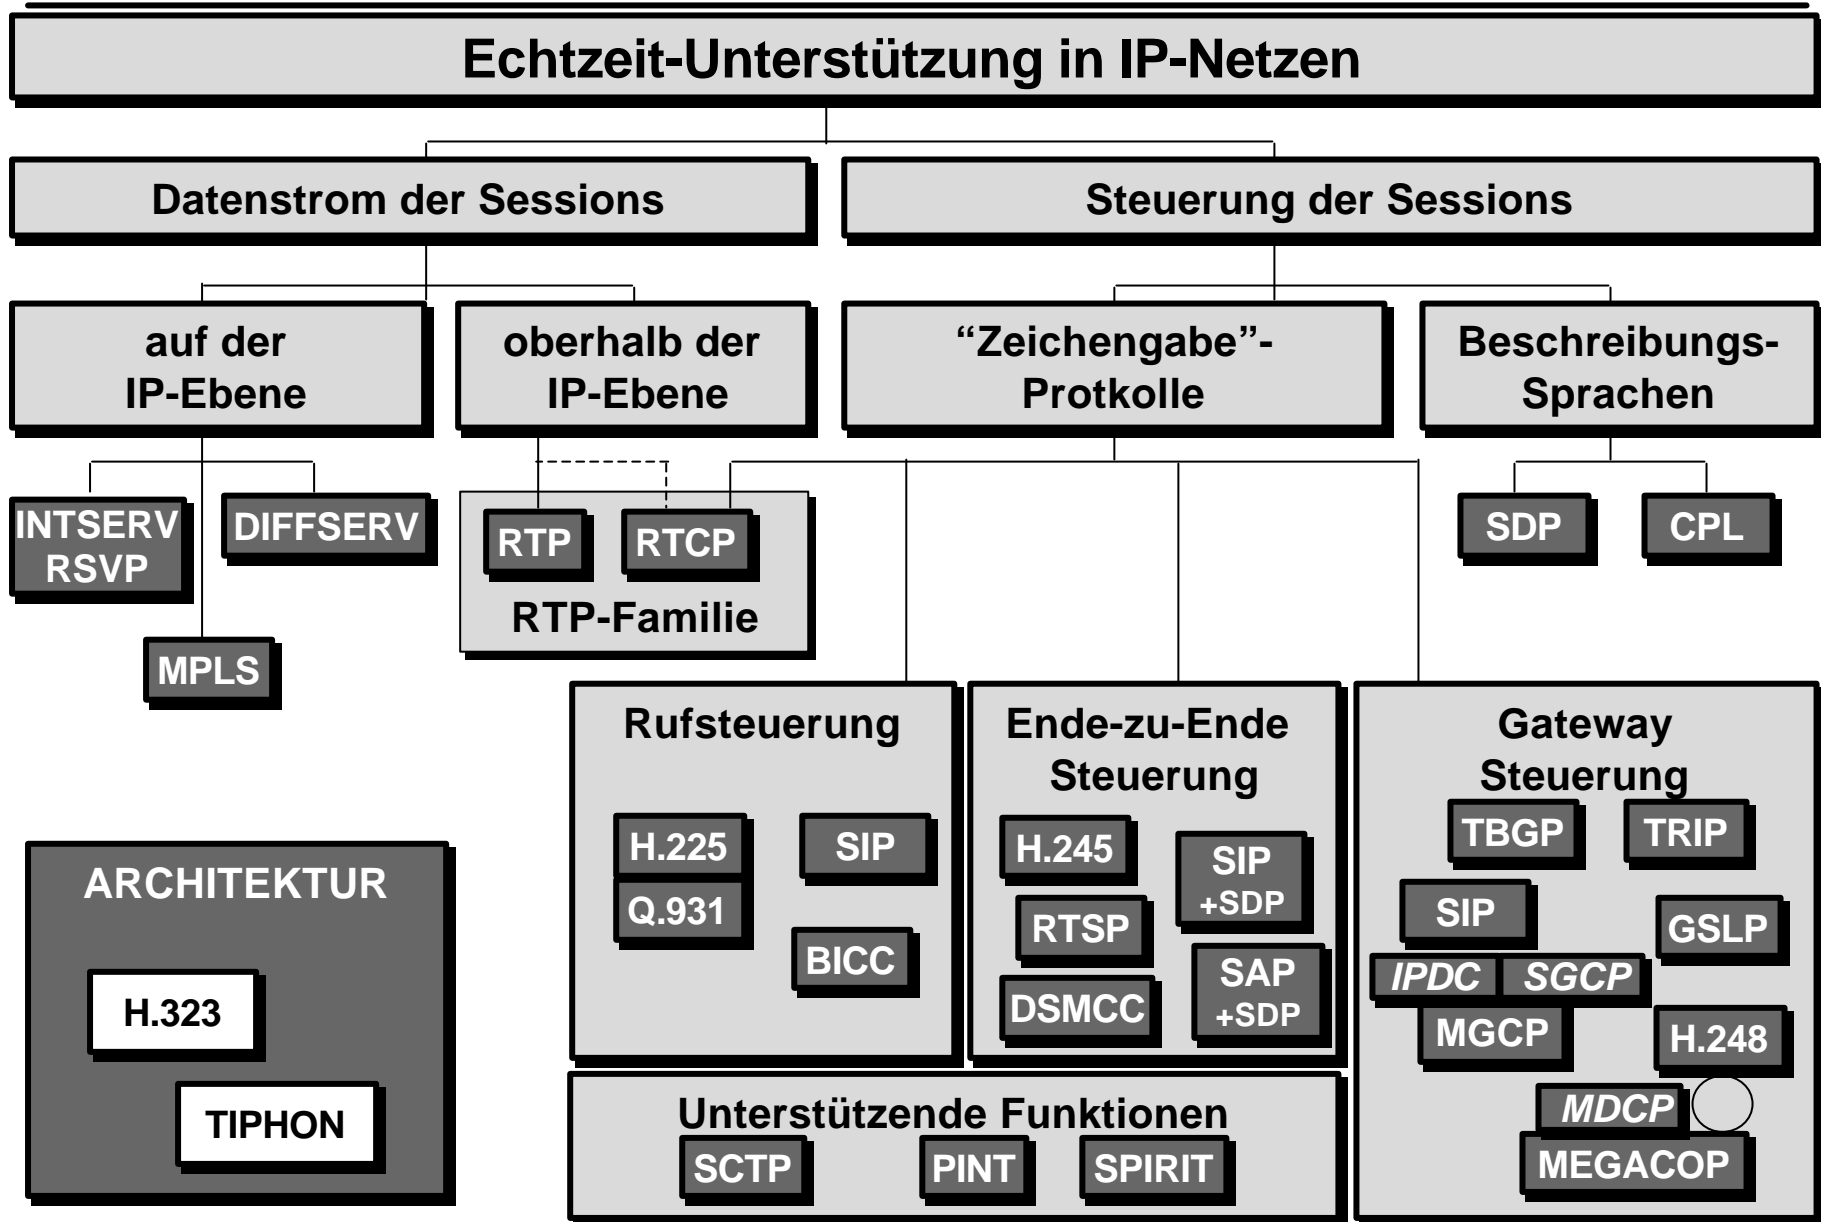 Echtzeit-Unterstützung in IP-Netzen
Datenstrom der Sessions
Steuerung der Sessions
auf der
IP-Ebene
oberhalb der
IP-Ebene
“Zeichengabe”-
Protkolle
Beschreibungs-
Sprachen
INTSERV
RSVP
DIFFSERV
MPLS
RTP
RTCP
RTP-Familie
SDP
CPL
Rufsteuerung
H.225
Q.931
SIP
BICC
Ende-zu-Ende
Steuerung
H.245
SIP
+SDP
RTSP
DSMCC
SAP
+SDP
Gateway
Steuerung
TBGP
TRIP
SIP
GSLP
IPDC
SGCP
MGCP
H.248
MDCP
MEGACOP
ARCHITEKTUR
H.323
TIPHON
Unterstützende Funktionen
SCTP
PINT
SPIRIT